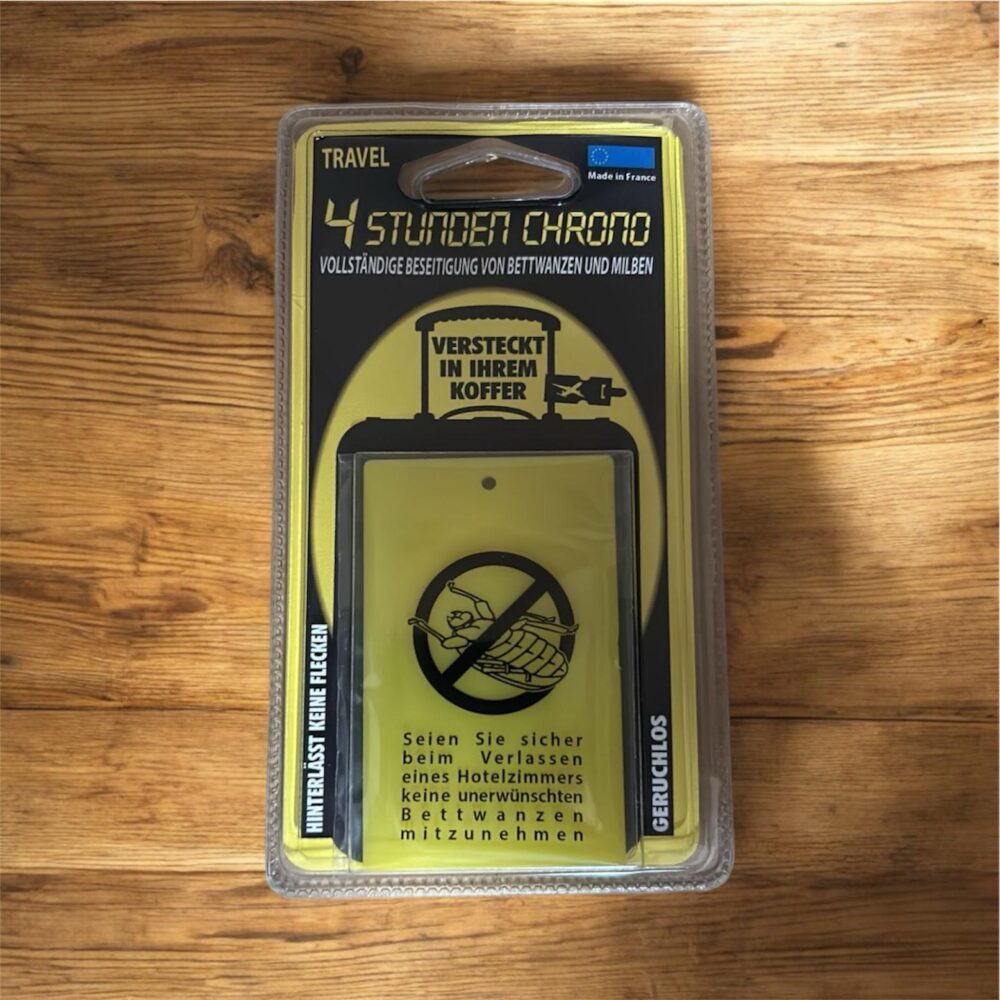 TRAVEL
Made in France
4 STUNDEN CHRONO
VOLLSTÄNDIGE BESEITIGUNG VON BETTWANZEN UND MILBEN
VERSTECKT
IN IHREM
KOFFER
Seien Sie sicher
beim Verlassen
eines Hotelzimmers
keine unerwünschten
Bettwanzen
mitzunehmen
HINTERLÄSST KEINE FLECKEN
GERUCHLOS